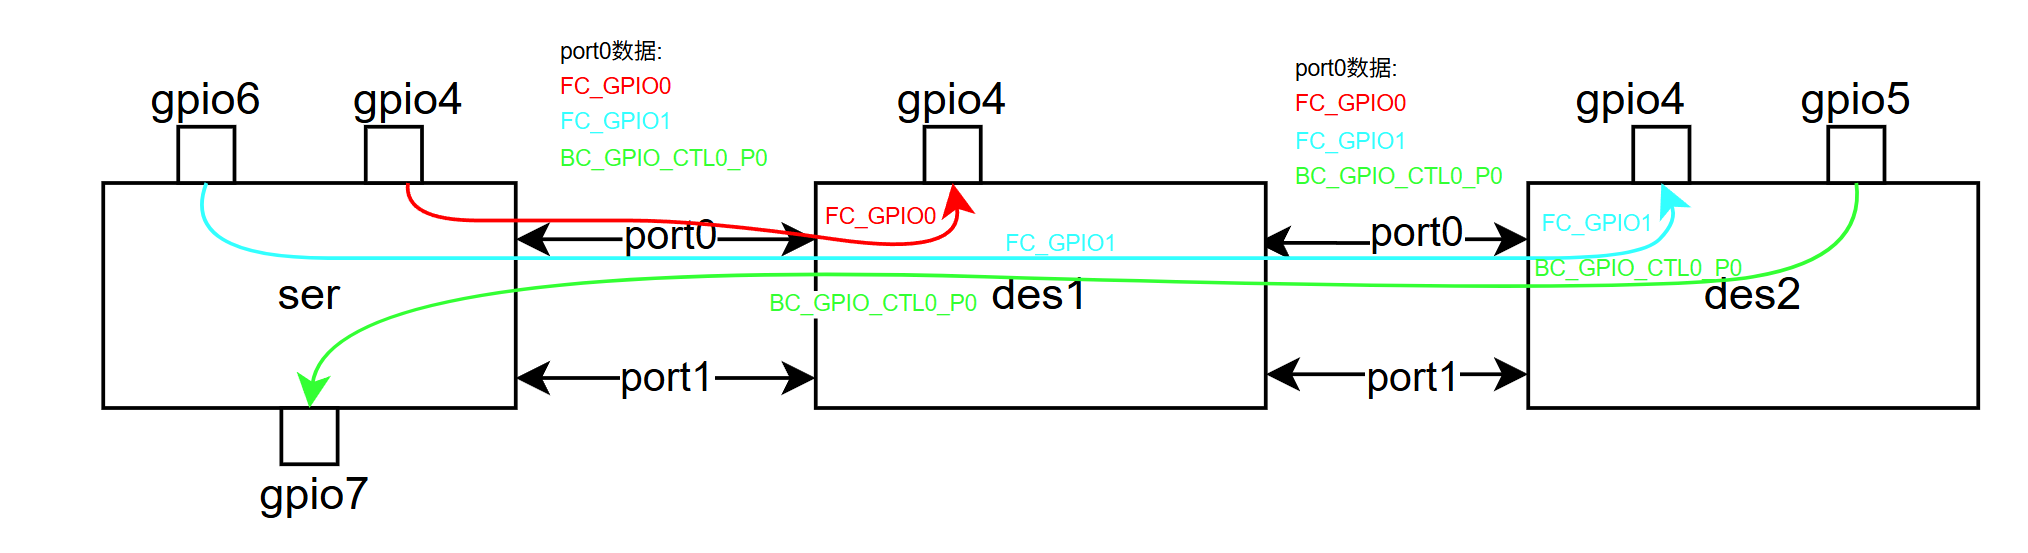 port0数据:
FC_GPIO0
FC_GPIO1
BC_GPIO_CTL0_P0
port0数据:
FC_GPIO0
FC_GPIO1
BC_GPIO_CTL0_P0
gpio6
gpio4
gpio4
gpio4
gpio5
FC_GPIO0
port0
FC_GPIO1
port0
FC_GPIO1
BC_GPIO_CTL0_P0
ser
BC_GPIO_CTL0_P0
des1
des2
port1
port1
gpio7